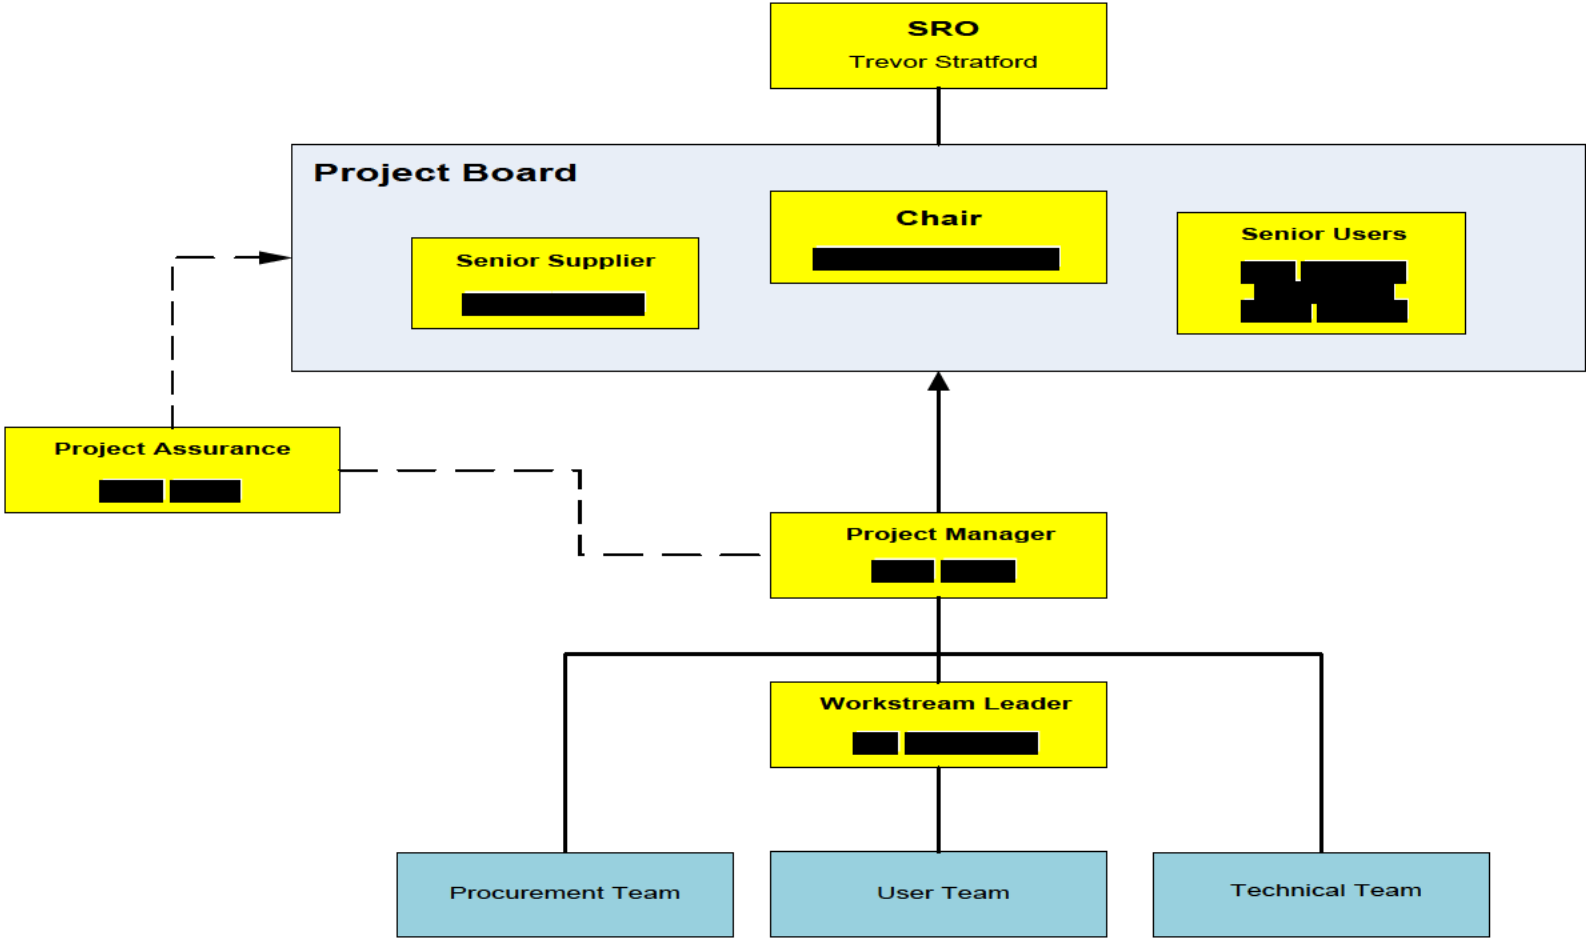 SRO
Trevor Stratford
Project Board
Chair
Senior Users
Senior Supplier
Project Assurance
Project Manager
Workstream Leader
Procurement Team
User Team
Technical Team